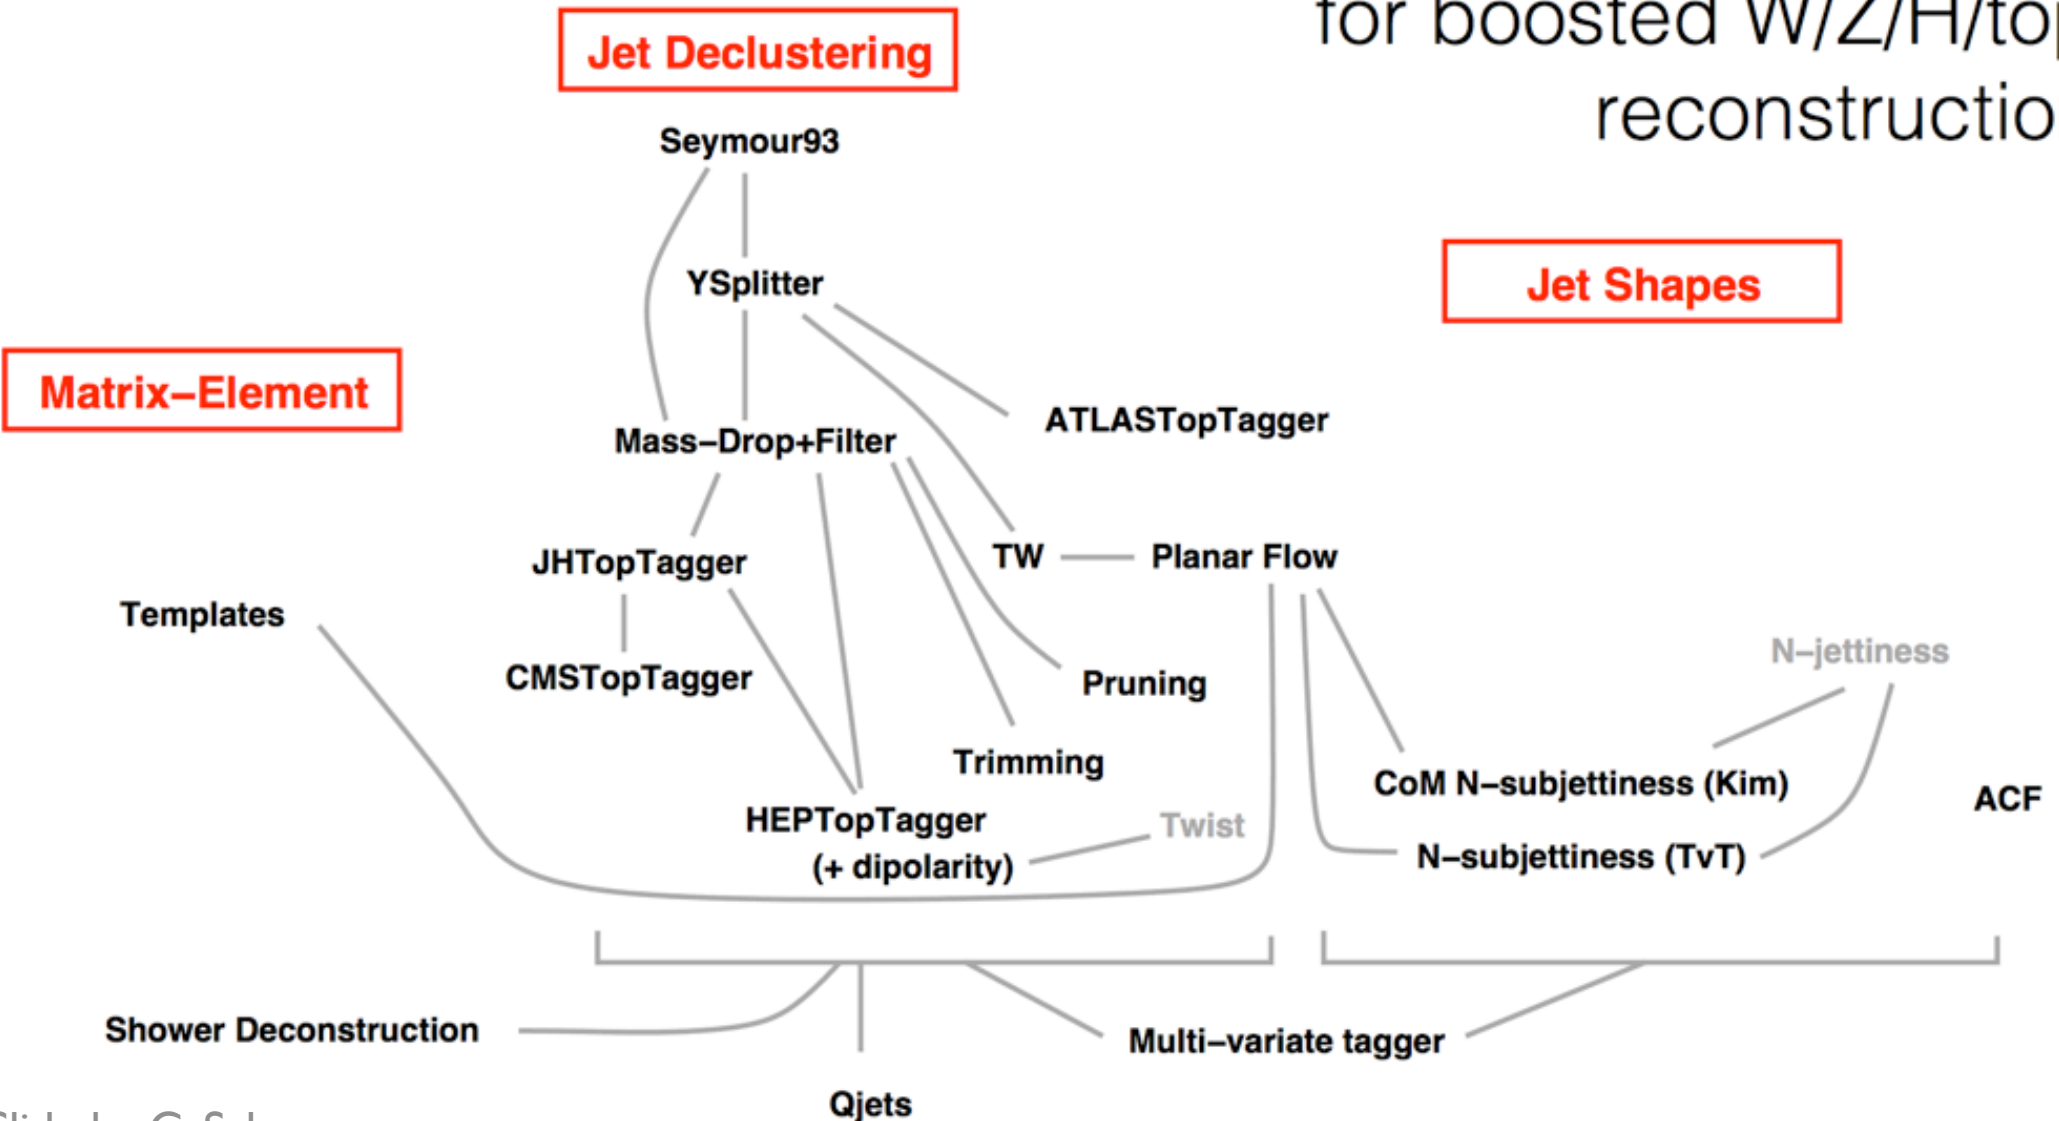 for boosted W/Z/H/top
reconstructio
Jet Declustering
Seymour93
YSplitter
Jet Shapes
Matrix–Element
ATLASTopTagger
Mass–Drop+Filter
TW
Planar Flow
JHTopTagger
Templates
N–jettiness
CMSTopTagger
Pruning
Trimming
CoM N–subjettiness (Kim)
ACF
HEPTopTagger
(+ dipolarity)
Twist
N–subjettiness (TvT)
Shower Deconstruction
Multi–variate tagger
Qjets